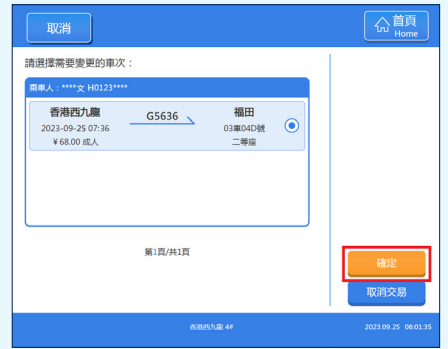 取消
首頁
Home
請選擇需要變更的車次：
乘車人：****文 H0123****
香港西九龍
G5636
福田
2023-09-25 07:36
03車04D號
￥68.00 成人
二等座
第1頁/共1頁
確定
取消交易
香港西九龍 4#
2023.09.25 06:01:35